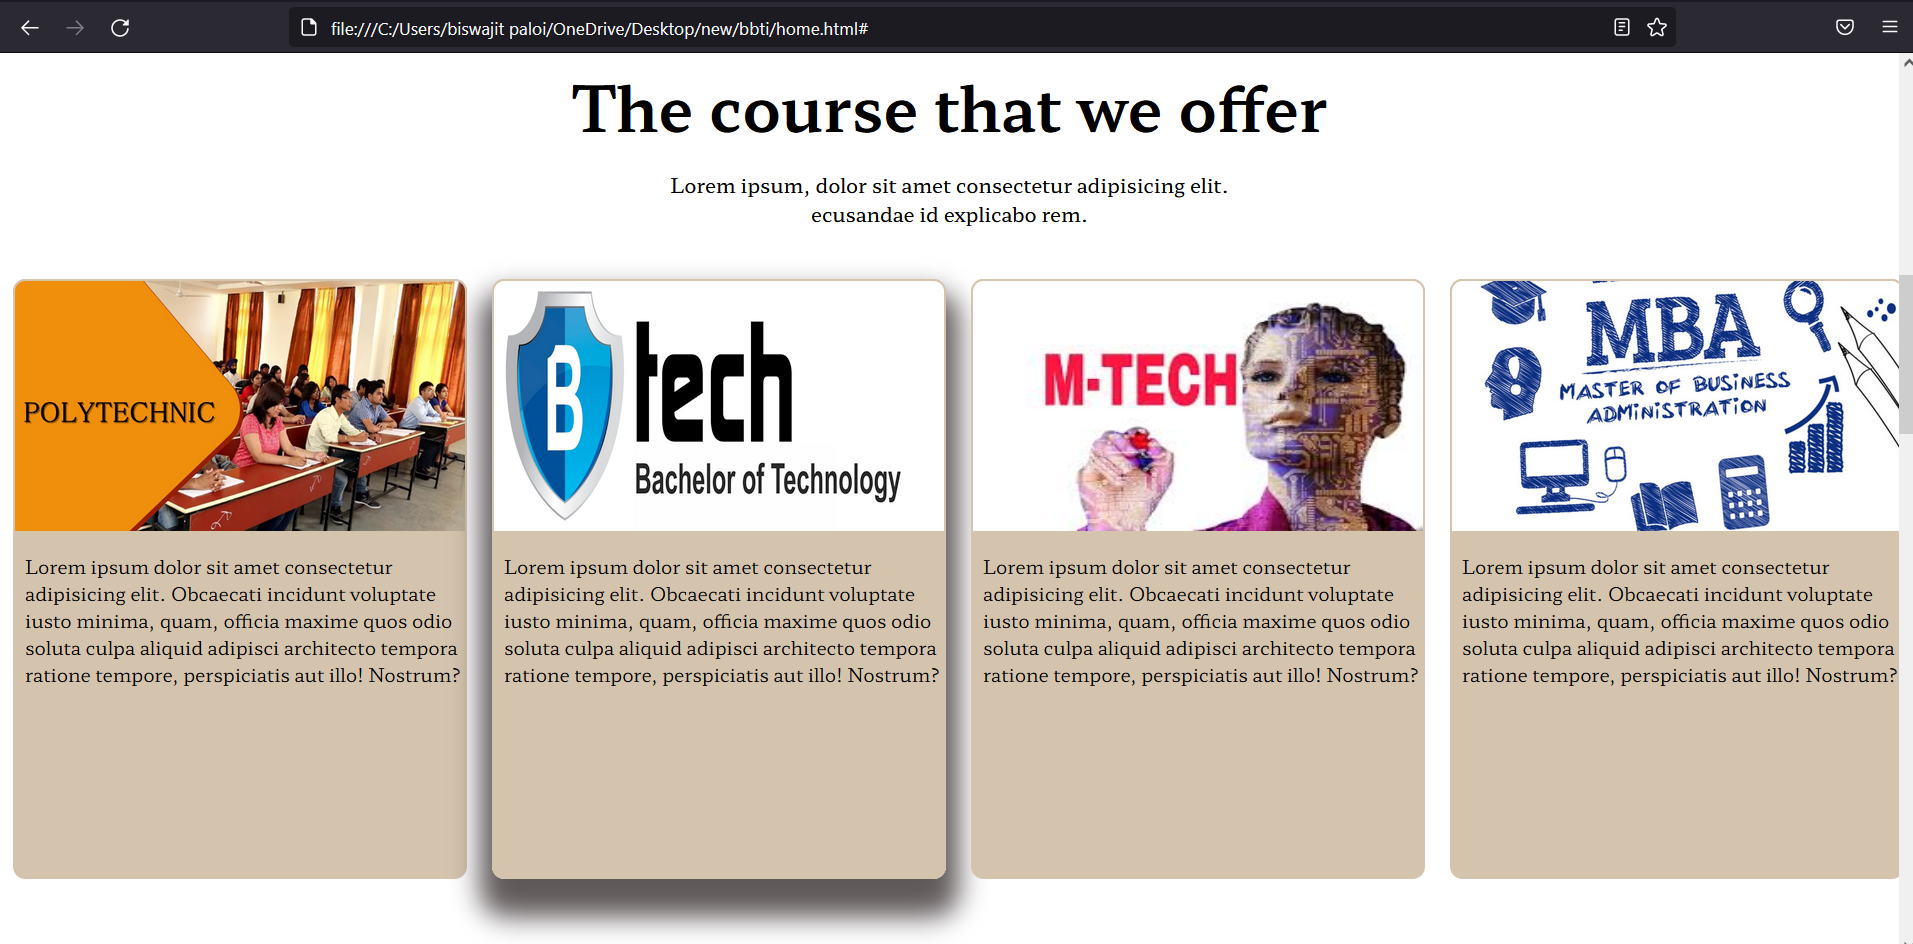 file:///C:/Users/biswajit paloi/OneDrive/Desktop/new/bbti/home.html#
The course that we offer
Lorem ipsum, dolor sit amet consectetur adipisicing elit.
ecusandae id explicabo rem.
POLYTECHNIC
Lorem ipsum dolor sit amet consectetur
adipisicing elit. Obcaecati incidunt voluptate
iusto minima, quam, officia maxime quos odio
soluta culpa aliquid adipisci architecto tempora
ratione tempore, perspiciatis aut illo! Nostrum?
B tech
Bachelor of Technology
Lorem ipsum dolor sit amet consectetur
adipisicing elit. Obcaecati incidunt voluptate
iusto minima, quam, officia maxime quos odio
soluta culpa aliquid adipisci architecto tempora
ratione tempore, perspiciatis aut illo! Nostrum?
M-TECH
Lorem ipsum dolor sit amet consectetur
adipisicing elit. Obcaecati incidunt voluptate
iusto minima, quam, officia maxime quos odio
soluta culpa aliquid adipisci architecto tempora
ratione tempore, perspiciatis aut illo! Nostrum?
MBA
MASTER OF BUSINESS
ADMINISTRATION
Lorem ipsum dolor sit amet consectetur
adipisicing elit. Obcaecati incidunt voluptate
iusto minima, quam, officia maxime quos odio
soluta culpa aliquid adipisci architecto tempora
ratione tempore, perspiciatis aut illo! Nostrum?